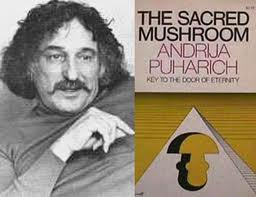 THE SACRED
MUSHROOM
ANDRIJA
PUHARICH
KEY TO THE DOOR OF ETERNITY